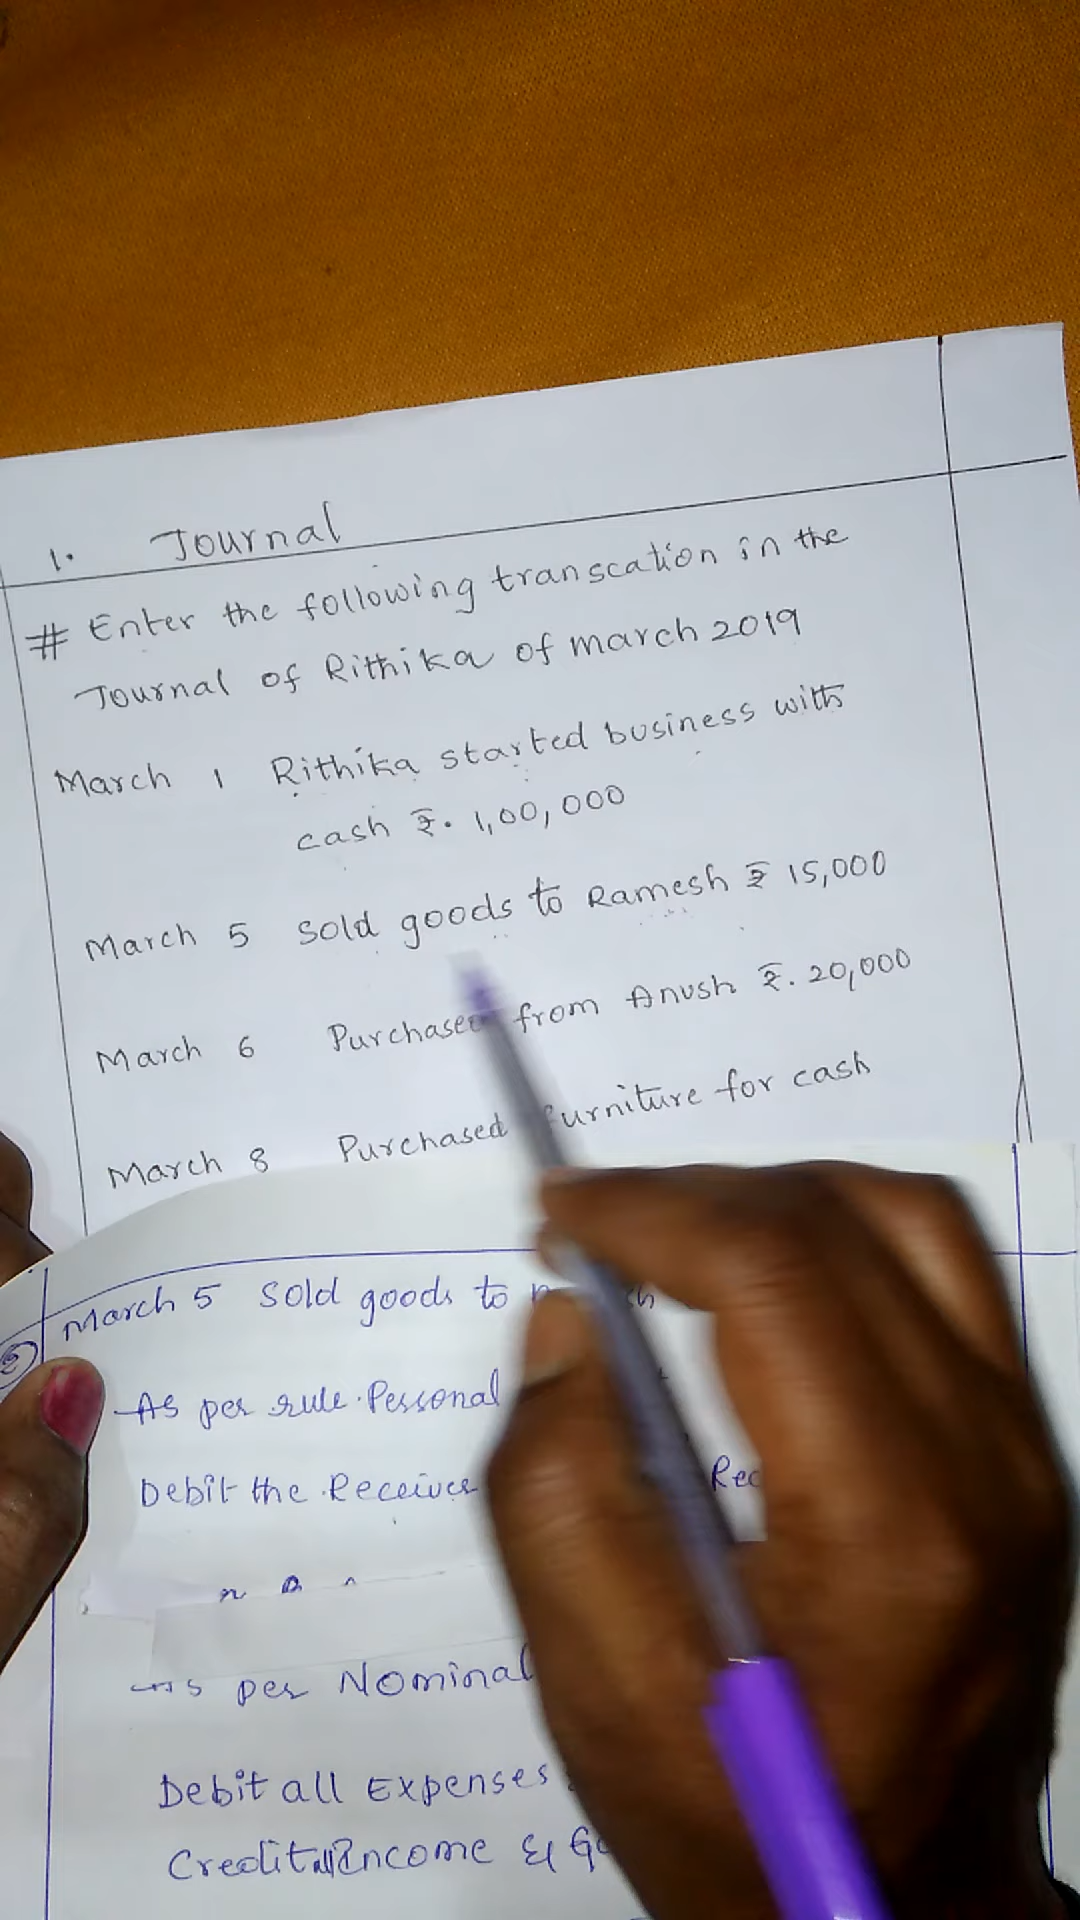 1. Journal
# Enter the following transcation in the
Journal of Rithika of march 2019
March 1 Rithika started business with
cash ₹. 1,00,000
March 5 sold goods to Ramesh ₹ 15,000
March 6 Purchased from Anush ₹. 20,000
March 8 Purchased furniture for cash
March 5 sold goods to
As per rule. Personal
Debit the Receiver Rec
As per Nominal
Debit all Expenses
Credit all Income &